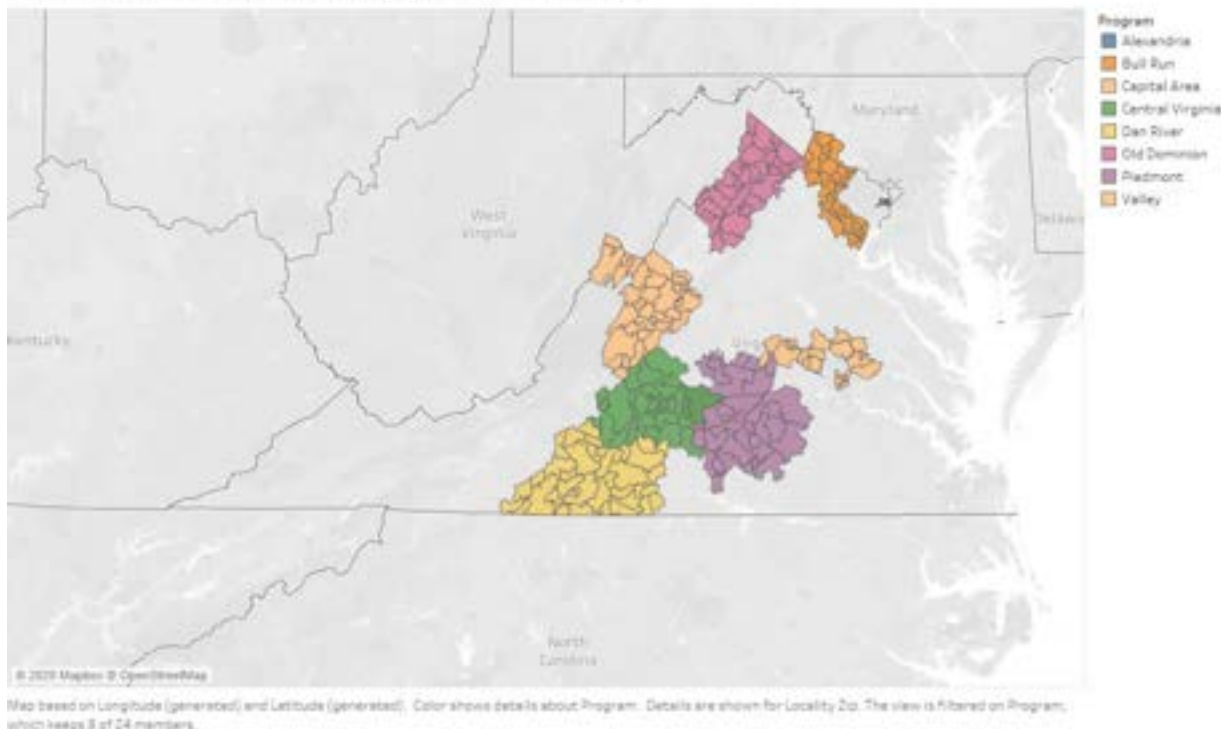 Program
Alexandria
Bull Run
Capital Area
Central Virginia
Dan River
Old Dominion
Piedmont
Valley
Maryland
West
Virginia
Delaw
Kentucky
North
Carolina
© 2020 Mapbox © OpenStreetMap
Map based on Longitude (generated) and Latitude (generated). Color shows details about Program. Details are shown for Locality Zip. The view is filtered on Program,
which keeps 8 of 24 members.